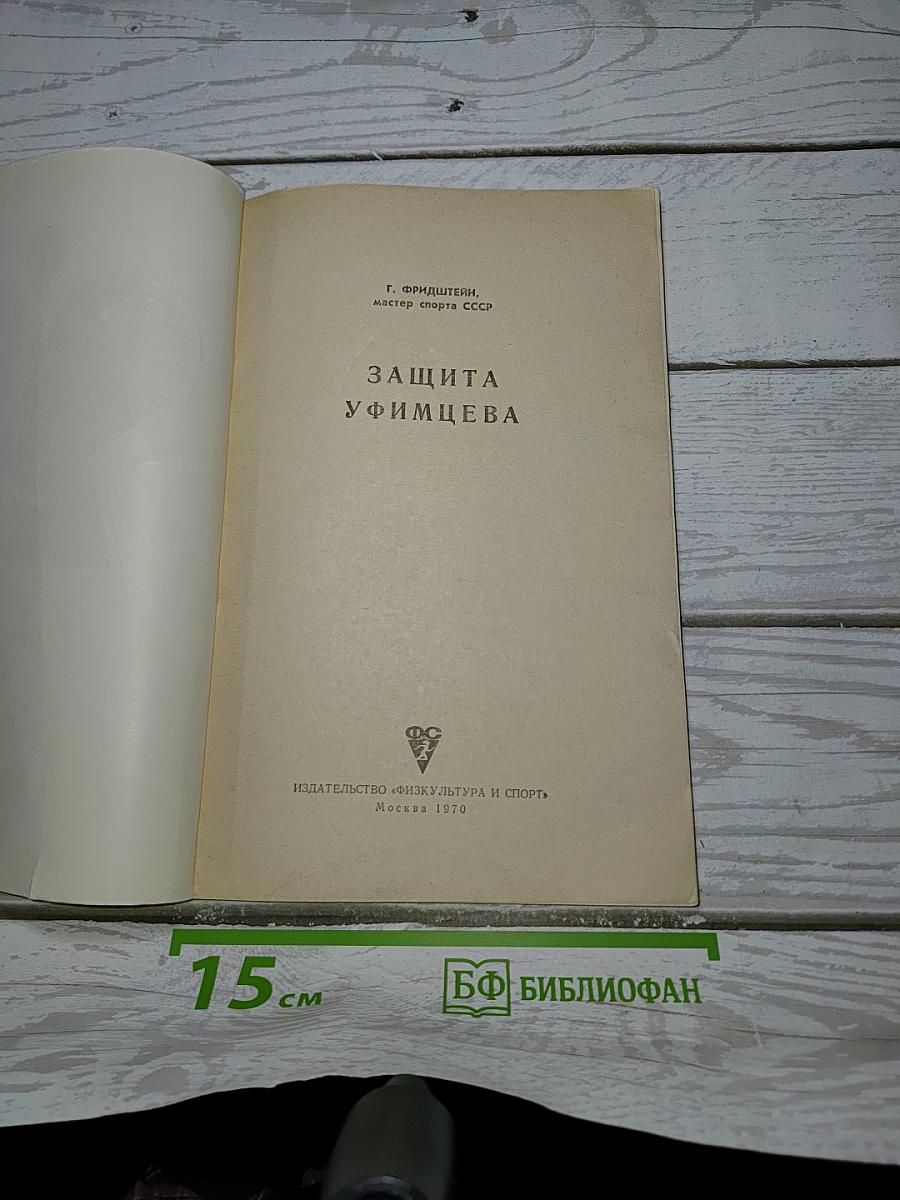 Г. ФРИДШТЕЙН,
мастер спорта СССР
ЗАЩИТА
УФИМЦЕВА
ФС
ИЗДАТЕЛЬСТВО «ФИЗКУЛЬТУРА И СПОРТ»
Москва 1970
15 см
БФ БИБЛИОФАН